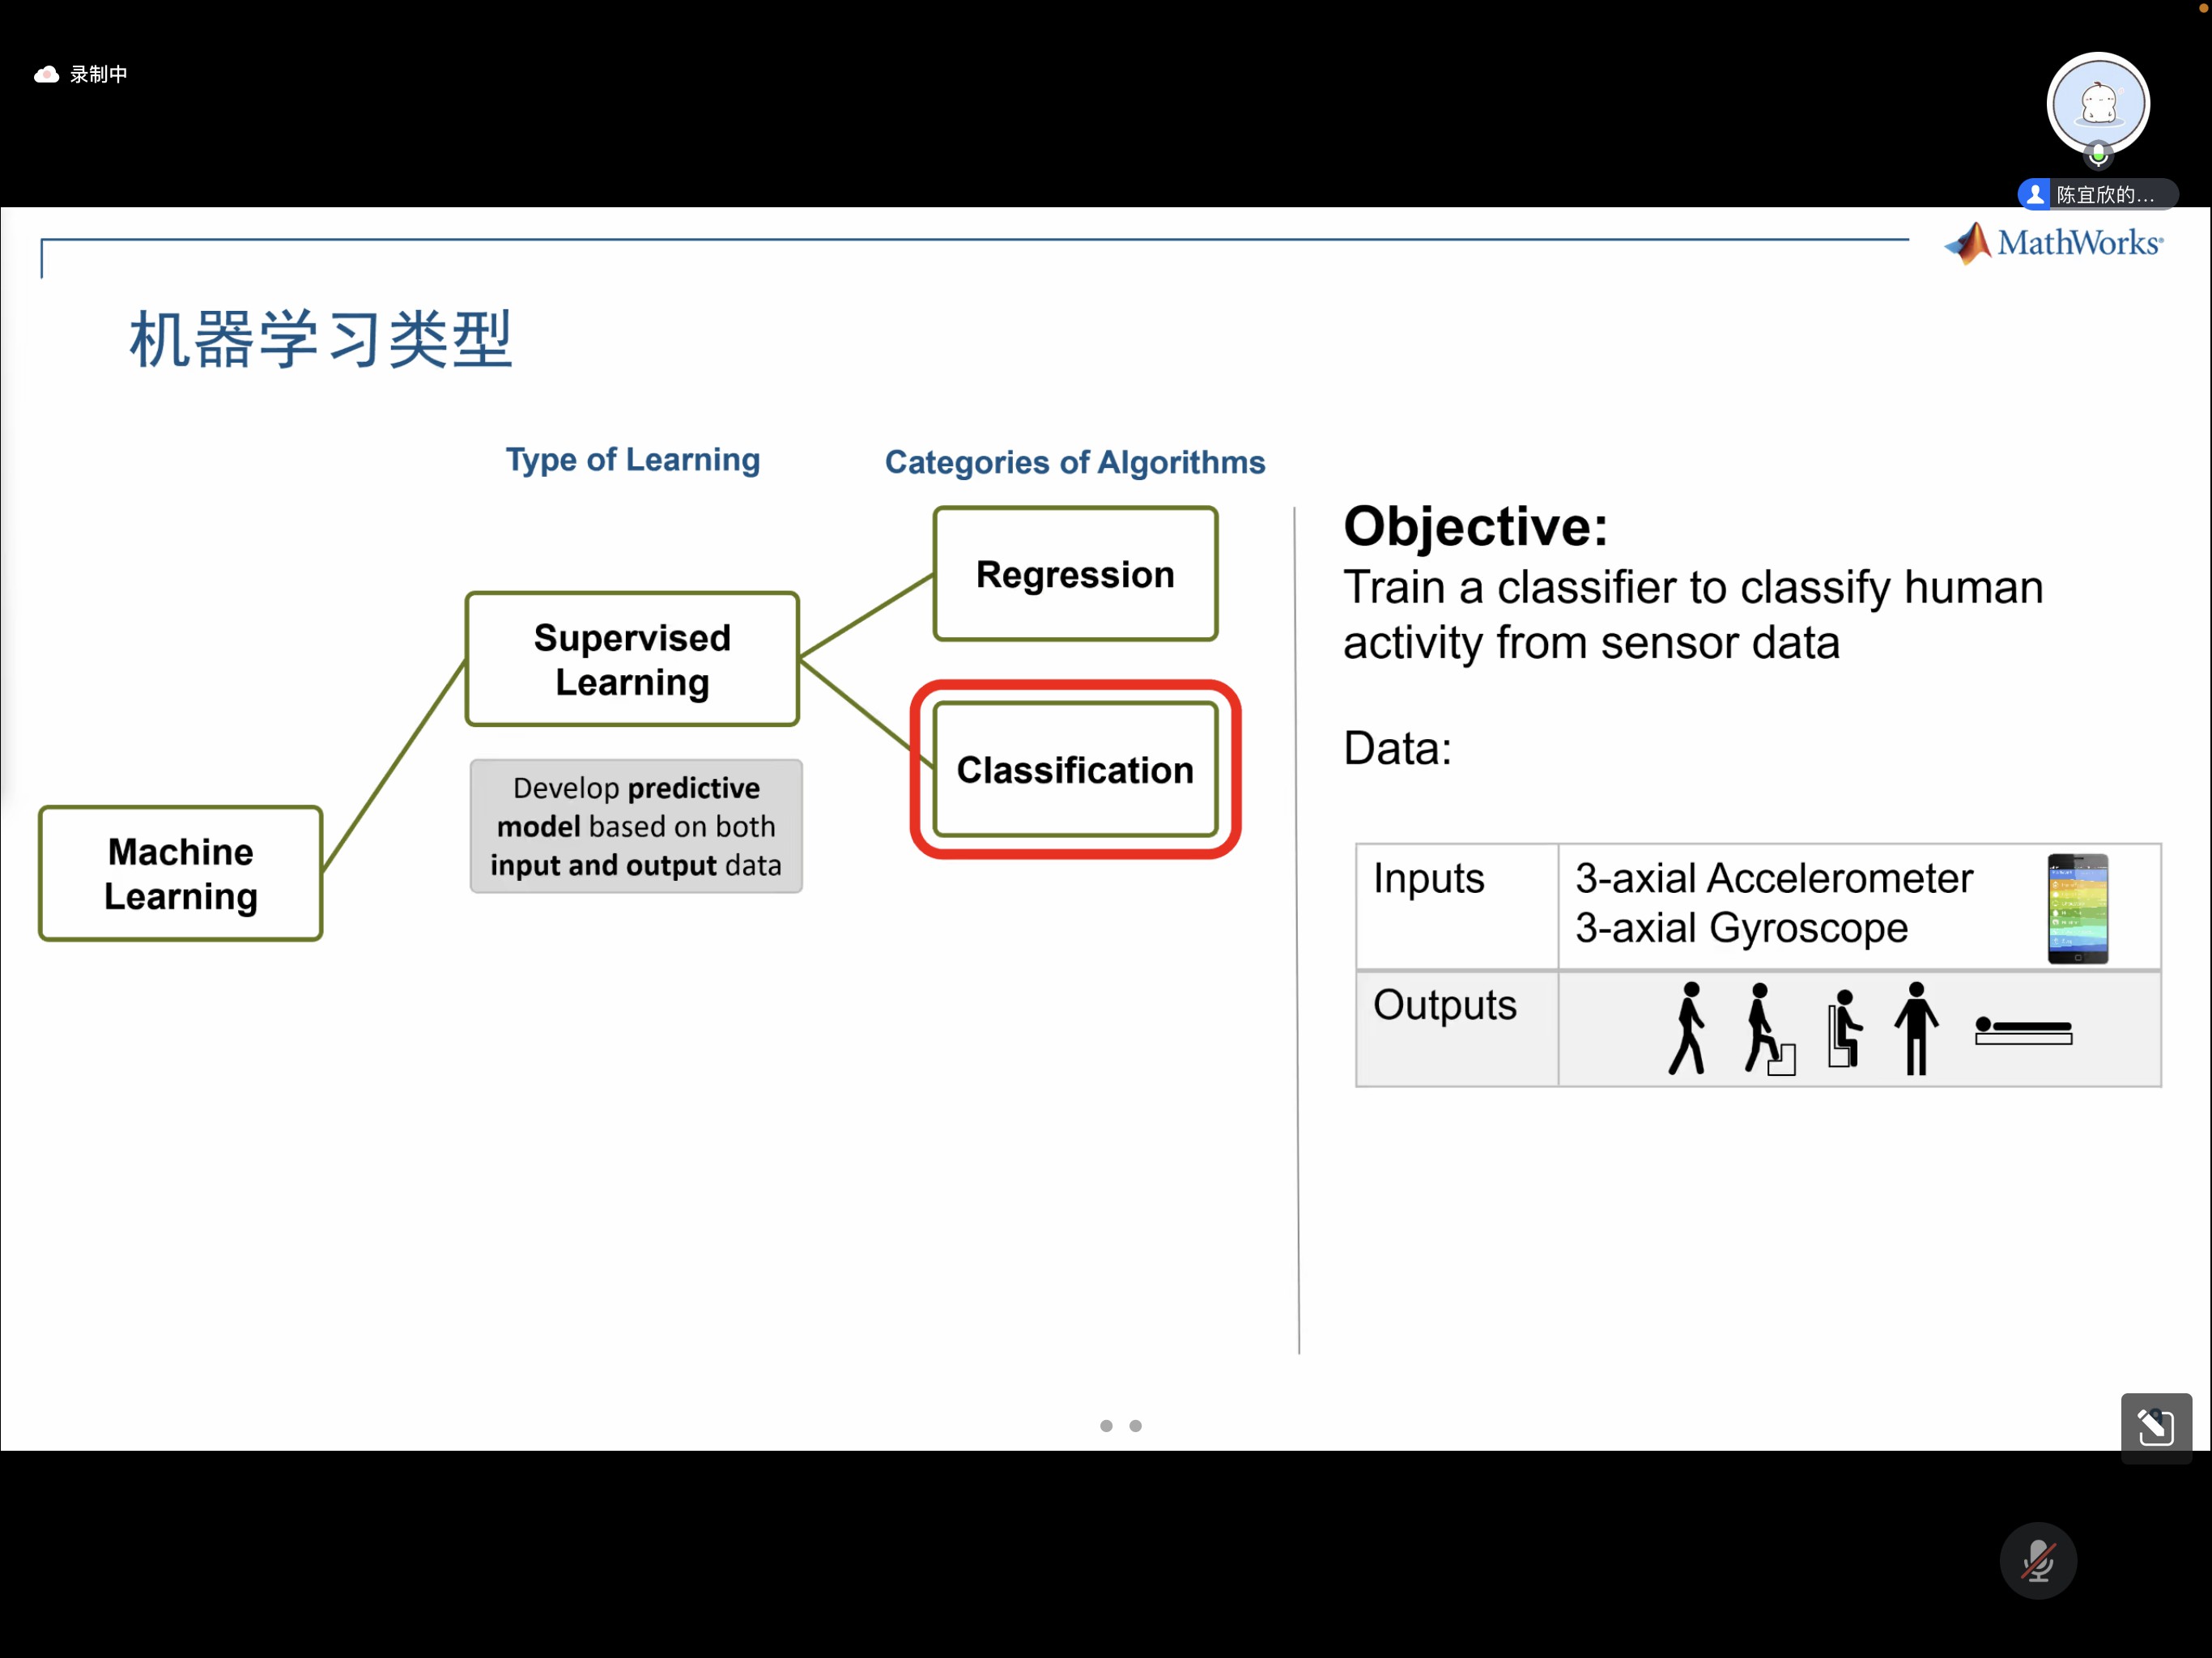 录制中
陈宜欣的...
MathWorks®
机器学习类型
Type of Learning
Categories of Algorithms
Machine
Learning
Supervised
Learning
Develop predictive
model based on both
input and output data
Regression
Classification
Objective:
Train a classifier to classify human
activity from sensor data
Data:
Inputs
3-axial Accelerometer
3-axial Gyroscope
Outputs